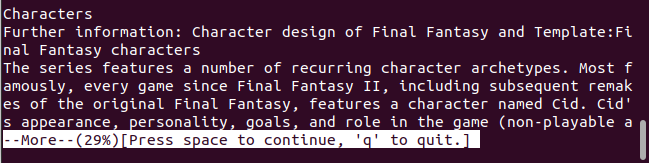 Characters
Further information: Character design of Final Fantasy and Template:Fi
nal Fantasy characters
The series features a number of recurring character archetypes. Most f
amously, every game since Final Fantasy II, including subsequent remak
es of the original Final Fantasy, features a character named Cid. Cid'
s appearance, personality, goals, and role in the game (non-playable a
--More--(29%)[Press space to continue, 'q' to quit.]